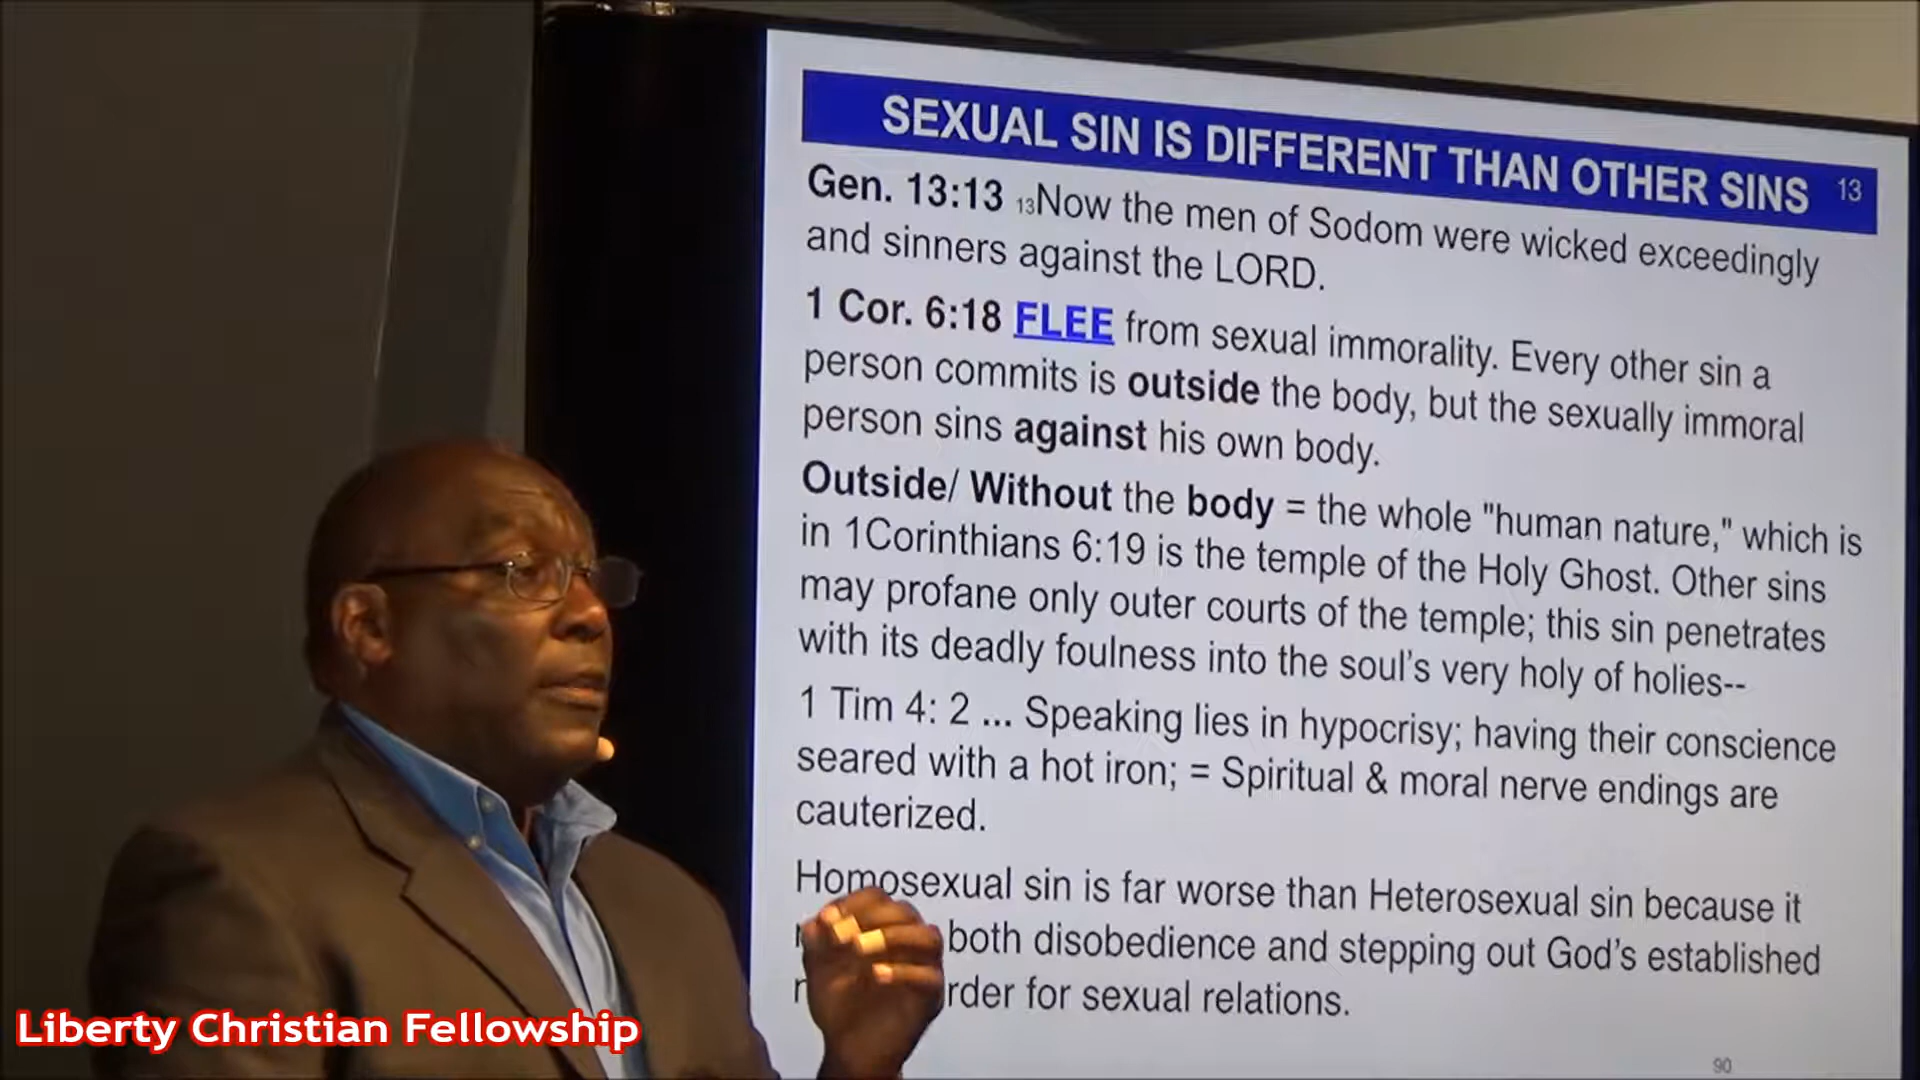 SEXUAL SIN IS DIFFERENT THAN OTHER SINS 13
Gen. 13:13 13Now the men of Sodom were wicked exceedingly
and sinners against the LORD.
1 Cor. 6:18 FLEE from sexual immorality. Every other sin a
person commits is outside the body, but the sexually immoral
person sins against his own body.
Outside/ Without the body = the whole "human nature," which is
in 1Corinthians 6:19 is the temple of the Holy Ghost. Other sins
may profane only outer courts of the temple; this sin penetrates
with its deadly foulness into the soul's very holy of holies--
1 Tim 4: 2 ... Speaking lies in hypocrisy; having their conscience
seared with a hot iron; = Spiritual & moral nerve endings are
cauterized.
Homosexual sin is far worse than Heterosexual sin because it
both disobedience and stepping out God's established
for sexual relations.
90
Liberty Christian Fellowship